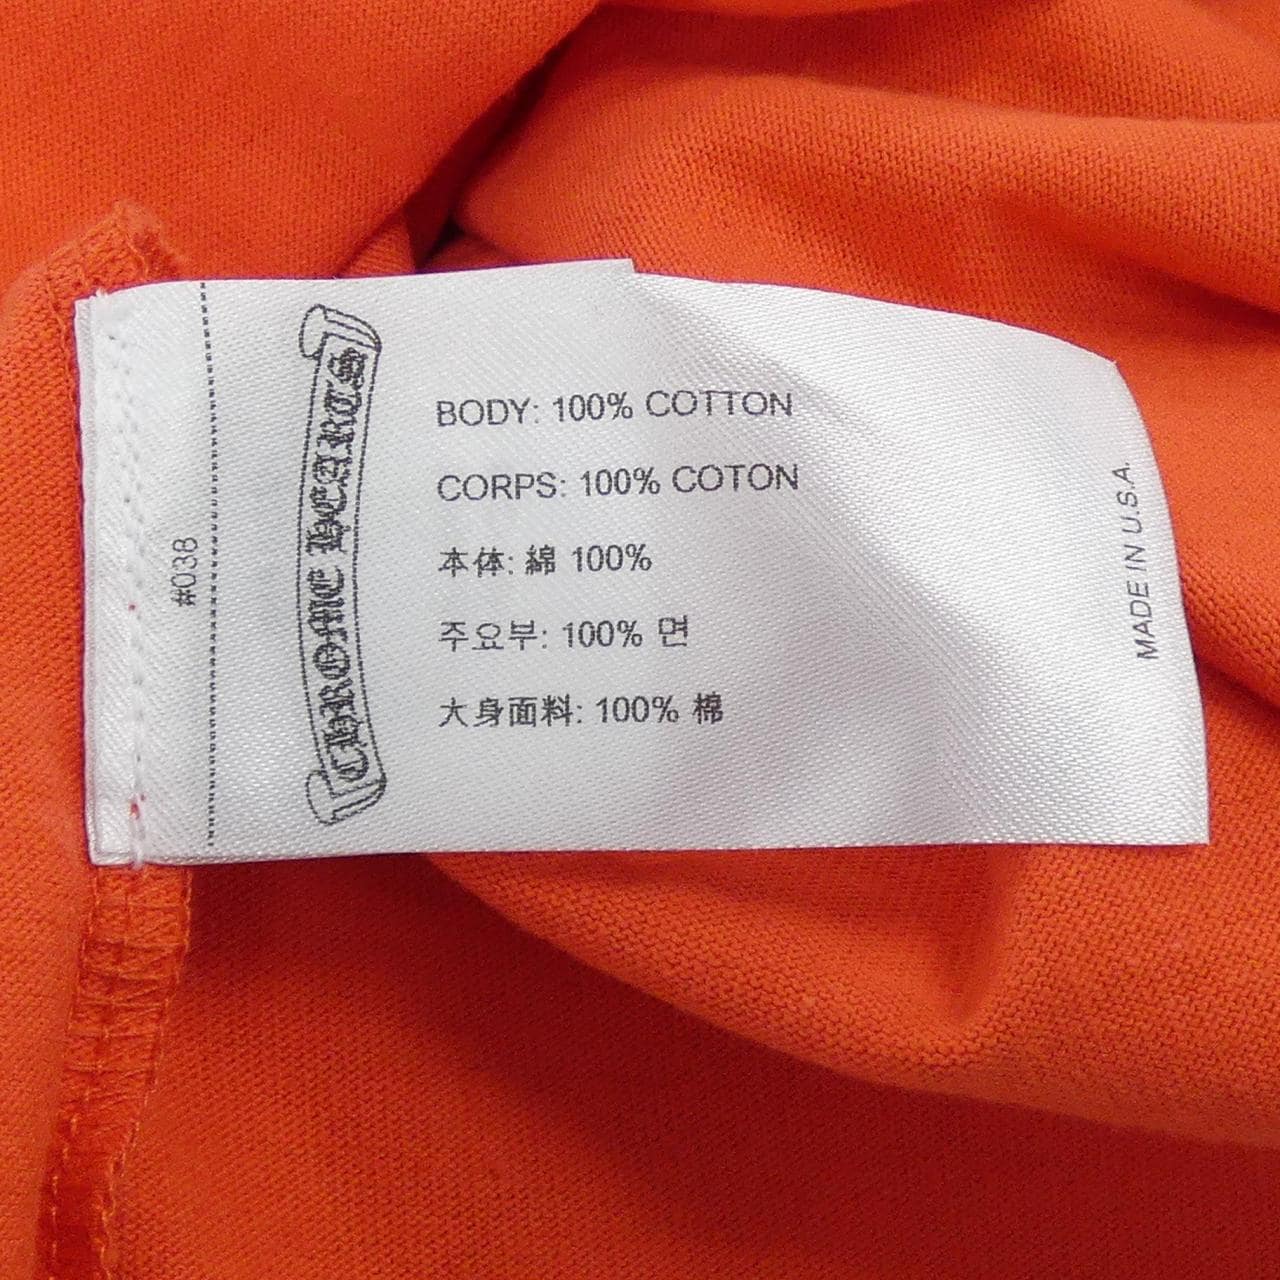 #038
CHROME HEARTS
BODY: 100% COTTON
CORPS: 100% COTON
本体: 綿 100%
주요부: 100% 면
大身面料: 100% 棉
MADE IN U.S.A.